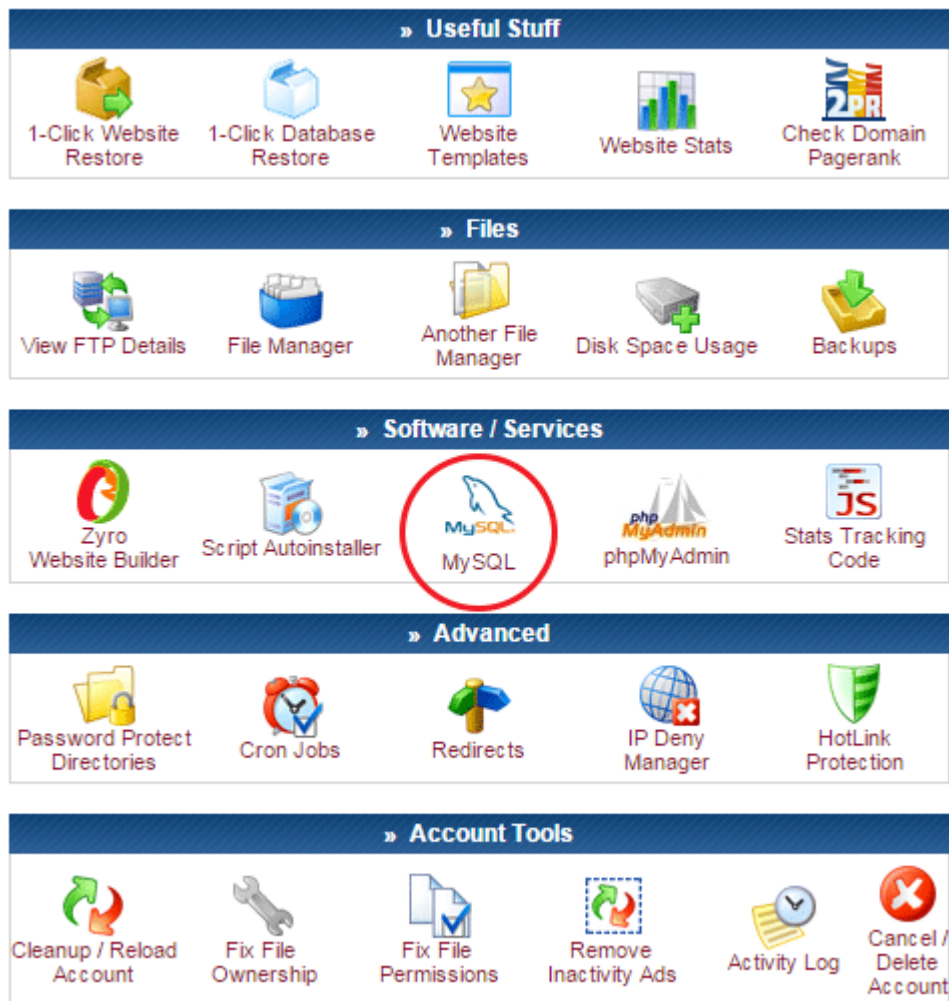 » Useful Stuff
1-Click Website
Restore
1-Click Database
Restore
Website
Templates
Website Stats
2PR
Check Domain
Pagerank
» Files
View FTP Details
File Manager
Another File
Manager
Disk Space Usage
Backups
» Software / Services
Zyro
Website Builder
Script Autoinstaller
MySQL
MySQL
php
MyAdmin
phpMyAdmin
JS
Stats Tracking
Code
» Advanced
Password Protect
Directories
Cron Jobs
Redirects
IP Deny
Manager
HotLink
Protection
» Account Tools
Cleanup / Reload
Account
Fix File
Ownership
Fix File
Permissions
Remove
Inactivity Ads
Activity Log
Cancel /
Delete
Account